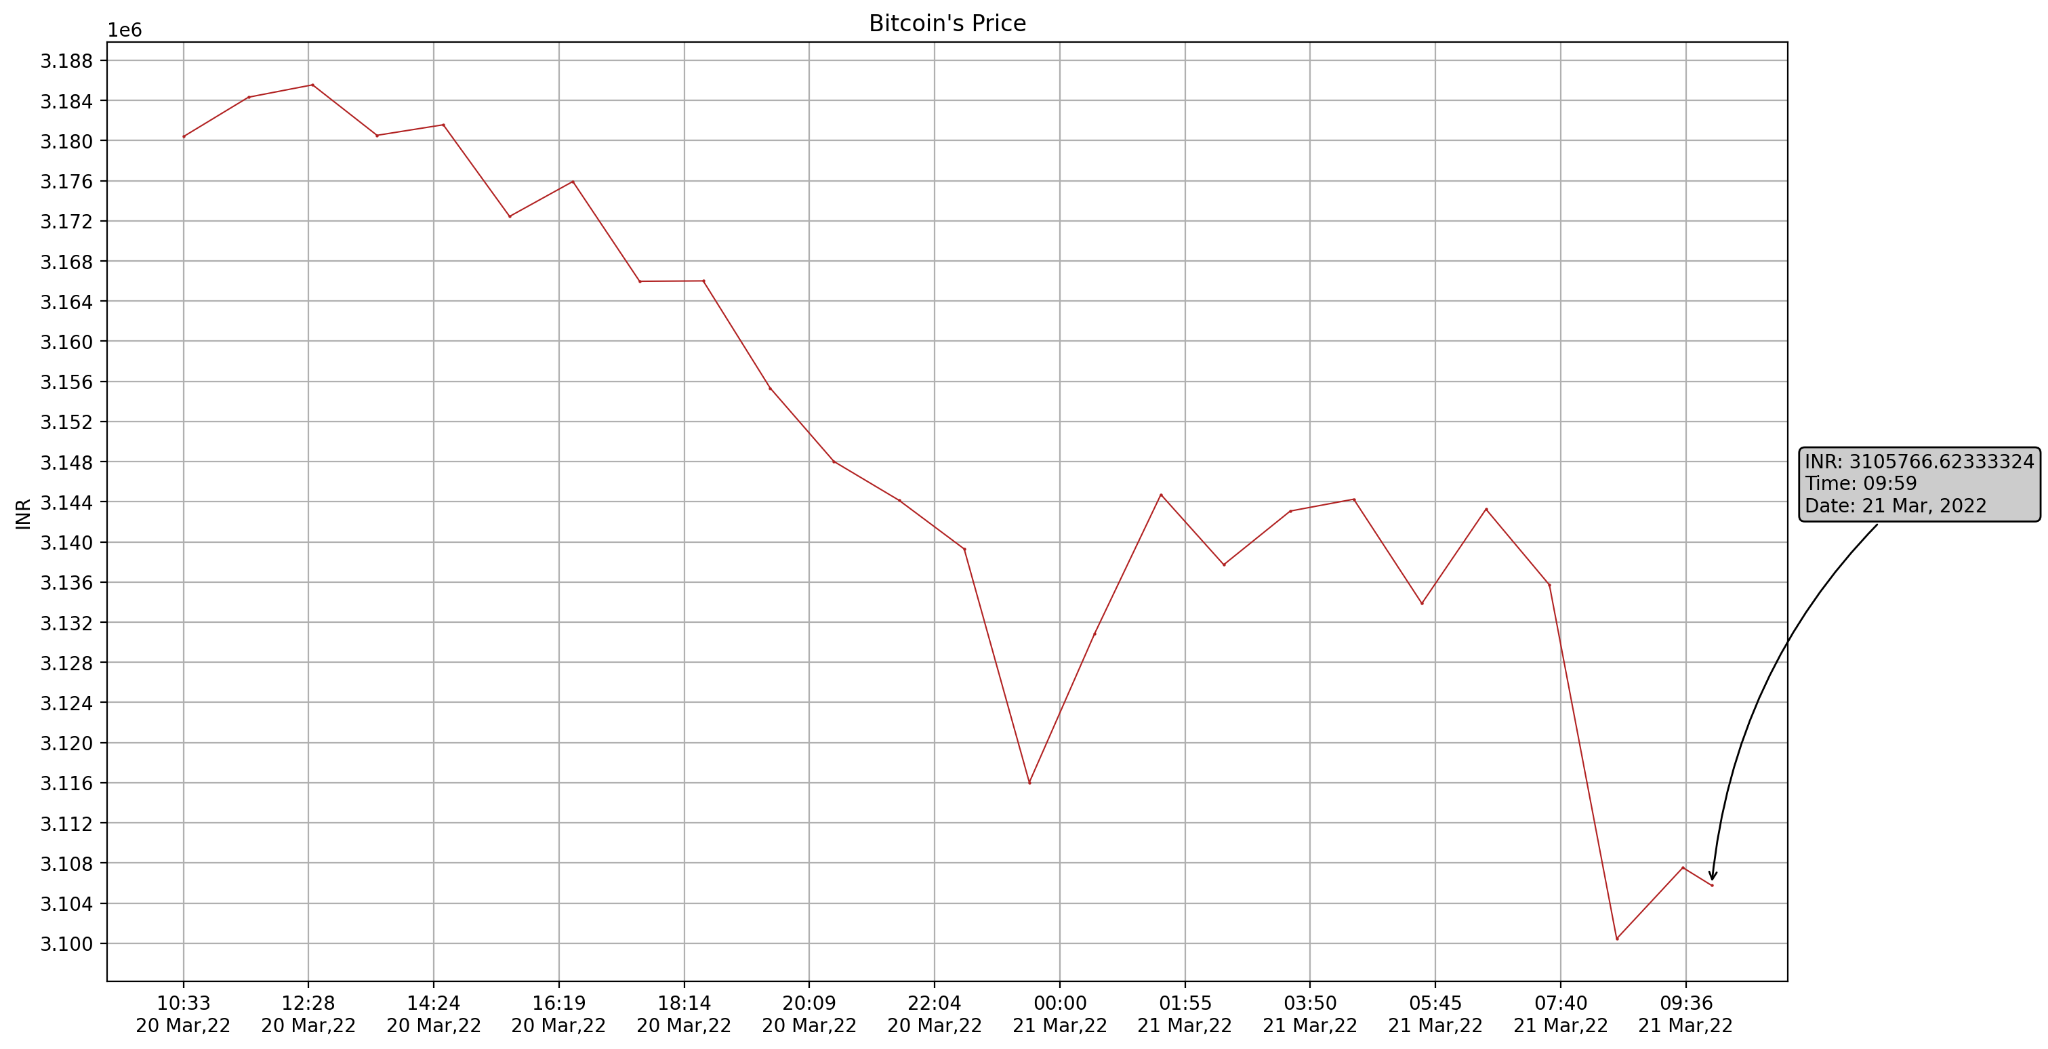 Bitcoin's Price
1e6
3.188
3.184
3.180
3.176
3.172
3.168
3.164
3.160
3.156
3.152
3.148
3.144
3.140
3.136
3.132
3.128
3.124
3.120
3.116
3.112
3.108
3.104
3.100
INR
INR: 3105766.62333324
Time: 09:59
Date: 21 Mar, 2022
10:33
20 Mar,22
12:28
20 Mar,22
14:24
20 Mar,22
16:19
20 Mar,22
18:14
20 Mar,22
20:09
20 Mar,22
22:04
20 Mar,22
00:00
21 Mar,22
01:55
21 Mar,22
03:50
21 Mar,22
05:45
21 Mar,22
07:40
21 Mar,22
09:36
21 Mar,22